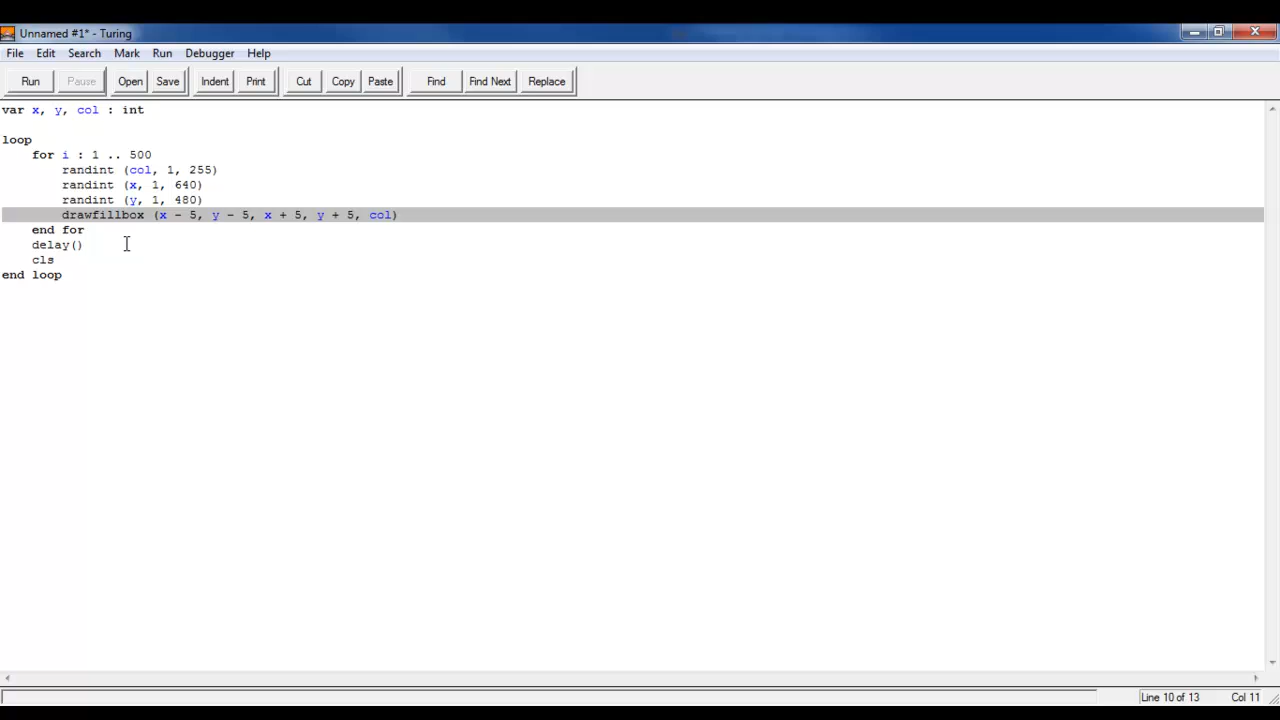 Unnamed #1* - Turing
File Edit Search Mark Run Debugger Help
Run Pause Open Save Indent Print Cut Copy Paste Find Find Next Replace
var x, y, col : int
loop
for i : 1 .. 500
randint (col, 1, 255)
randint (x, 1, 640)
randint (y, 1, 480)
drawfillbox (x - 5, y - 5, x + 5, y + 5, col)
end for
delay()
cls
end loop
Line 10 of 13 Col 11